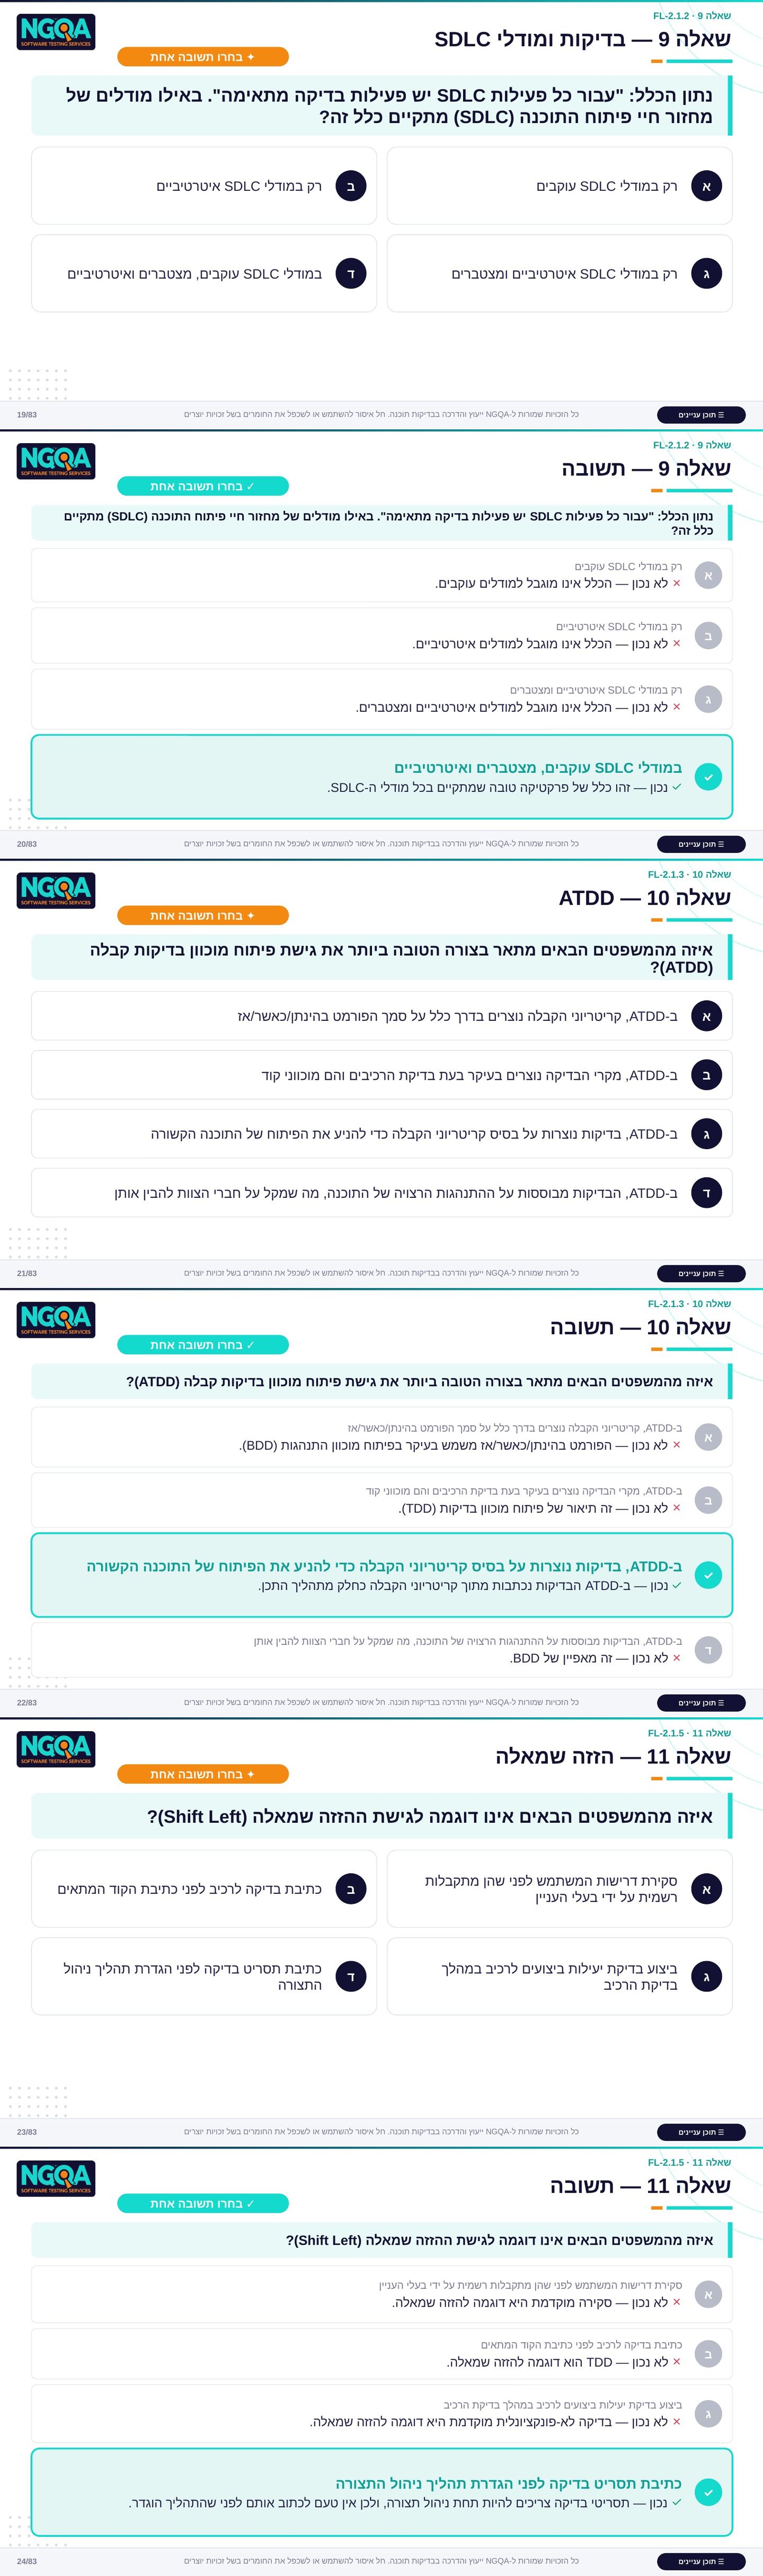 שאלה 9 · FL-2.1.2
שאלה 9 — בדיקות ומודלי SDLC
NGQA
SOFTWARE TESTING SERVICES
✦ בחרו תשובה אחת
נתון הכלל: "עבור כל פעילות SDLC יש פעילות בדיקה מתאימה". באילו מודלים של
מחזור חיי פיתוח התוכנה (SDLC) מתקיים כלל זה?
א
רק במודלי SDLC עוקבים
ב
רק במודלי SDLC איטרטיביים
ג
רק במודלי SDLC איטרטיביים ומצטברים
ד
במודלי SDLC עוקבים, מצטברים ואיטרטיביים
☰ תוכן עניינים
כל הזכויות שמורות ל-NGQA ייעוץ והדרכה בבדיקות תוכנה. חל איסור להשתמש או לשכפל את החומרים בשל זכויות יוצרים
19/83
שאלה 9 · FL-2.1.2
שאלה 9 — תשובה
NGQA
SOFTWARE TESTING SERVICES
✓ בחרו תשובה אחת
נתון הכלל: "עבור כל פעילות SDLC יש פעילות בדיקה מתאימה". באילו מודלים של מחזור חיי פיתוח התוכנה (SDLC) מתקיים
כלל זה?
א
רק במודלי SDLC עוקבים
✕ לא נכון — הכלל אינו מוגבל למודלים עוקבים.
ב
רק במודלי SDLC איטרטיביים
✕ לא נכון — הכלל אינו מוגבל למודלים איטרטיביים.
ג
רק במודלי SDLC איטרטיביים ומצטברים
✕ לא נכון — הכלל אינו מוגבל למודלים איטרטיביים ומצטברים.
✓
במודלי SDLC עוקבים, מצטברים ואיטרטיביים
✓ נכון — זהו כלל של פרקטיקה טובה שמתקיים בכל מודלי ה-SDLC.
☰ תוכן עניינים
כל הזכויות שמורות ל-NGQA ייעוץ והדרכה בבדיקות תוכנה. חל איסור להשתמש או לשכפל את החומרים בשל זכויות יוצרים
20/83
שאלה 10 · FL-2.1.3
שאלה 10 — ATDD
NGQA
SOFTWARE TESTING SERVICES
✦ בחרו תשובה אחת
איזה מהמשפטים הבאים מתאר בצורה הטובה ביותר את גישת פיתוח מוכוון בדיקות קבלה
(ATDD)?
א
ב-ATDD, קריטריוני הקבלה נוצרים בדרך כלל על סמך הפורמט בהינתן/כאשר/אז
ב
ב-ATDD, מקרי הבדיקה נוצרים בעיקר בעת בדיקת הרכיבים והם מוכווני קוד
ג
ב-ATDD, בדיקות נוצרות על בסיס קריטריוני הקבלה כדי להניע את הפיתוח של התוכנה הקשורה
ד
ב-ATDD, הבדיקות מבוססות על ההתנהגות הרצויה של התוכנה, מה שמקל על חברי הצוות להבין אותן
☰ תוכן עניינים
כל הזכויות שמורות ל-NGQA ייעוץ והדרכה בבדיקות תוכנה. חל איסור להשתמש או לשכפל את החומרים בשל זכויות יוצרים
21/83
שאלה 10 · FL-2.1.3
שאלה 10 — תשובה
NGQA
SOFTWARE TESTING SERVICES
✓ בחרו תשובה אחת
איזה מהמשפטים הבאים מתאר בצורה הטובה ביותר את גישת פיתוח מוכוון בדיקות קבלה (ATDD)?
א
ב-ATDD, קריטריוני הקבלה נוצרים בדרך כלל על סמך הפורמט בהינתן/כאשר/אז
✕ לא נכון — הפורמט בהינתן/כאשר/אז משמש בעיקר בפיתוח מוכוון התנהגות (BDD).
ב
ב-ATDD, מקרי הבדיקה נוצרים בעיקר בעת בדיקת הרכיבים והם מוכווני קוד
✕ לא נכון — זה תיאור של פיתוח מוכוון בדיקות (TDD).
✓
ב-ATDD, בדיקות נוצרות על בסיס קריטריוני הקבלה כדי להניע את הפיתוח של התוכנה הקשורה
✓ נכון — ב-ATDD הבדיקות נכתבות מתוך קריטריוני הקבלה כחלק מתהליך התכן.
ד
ב-ATDD, הבדיקות מבוססות על ההתנהגות הרצויה של התוכנה, מה שמקל על חברי הצוות להבין אותן
✕ לא נכון — זה מאפיין של BDD.
☰ תוכן עניינים
כל הזכויות שמורות ל-NGQA ייעוץ והדרכה בבדיקות תוכנה. חל איסור להשתמש או לשכפל את החומרים בשל זכויות יוצרים
22/83
שאלה 11 · FL-2.1.5
שאלה 11 — הזזה שמאלה
NGQA
SOFTWARE TESTING SERVICES
✦ בחרו תשובה אחת
איזה מהמשפטים הבאים אינו דוגמה לגישת ההזזה שמאלה (Shift Left)?
א
סקירת דרישות המשתמש לפני שהן מתקבלות
רשמית על ידי בעלי העניין
ב
כתיבת בדיקה לרכיב לפני כתיבת הקוד המתאים
ג
ביצוע בדיקת יעילות ביצועים לרכיב במהלך
בדיקת הרכיב
ד
כתיבת תסריט בדיקה לפני הגדרת תהליך ניהול
התצורה
☰ תוכן עניינים
כל הזכויות שמורות ל-NGQA ייעוץ והדרכה בבדיקות תוכנה. חל איסור להשתמש או לשכפל את החומרים בשל זכויות יוצרים
23/83
שאלה 11 · FL-2.1.5
שאלה 11 — תשובה
NGQA
SOFTWARE TESTING SERVICES
✓ בחרו תשובה אחת
איזה מהמשפטים הבאים אינו דוגמה לגישת ההזזה שמאלה (Shift Left)?
א
סקירת דרישות המשתמש לפני שהן מתקבלות רשמית על ידי בעלי העניין
✕ לא נכון — סקירה מוקדמת היא דוגמה להזזה שמאלה.
ב
כתיבת בדיקה לרכיב לפני כתיבת הקוד המתאים
✕ לא נכון — TDD הוא דוגמה להזזה שמאלה.
ג
ביצוע בדיקת יעילות ביצועים לרכיב במהלך בדיקת הרכיב
✕ לא נכון — בדיקה לא-פונקציונלית מוקדמת היא דוגמה להזזה שמאלה.
✓
כתיבת תסריט בדיקה לפני הגדרת תהליך ניהול התצורה
✓ נכון — תסריטי בדיקה צריכים להיות תחת ניהול תצורה, ולכן אין טעם לכתוב אותם לפני שהתהליך הוגדר.
☰ תוכן עניינים
כל הזכויות שמורות ל-NGQA ייעוץ והדרכה בבדיקות תוכנה. חל איסור להשתמש או לשכפל את החומרים בשל זכויות יוצרים
24/83